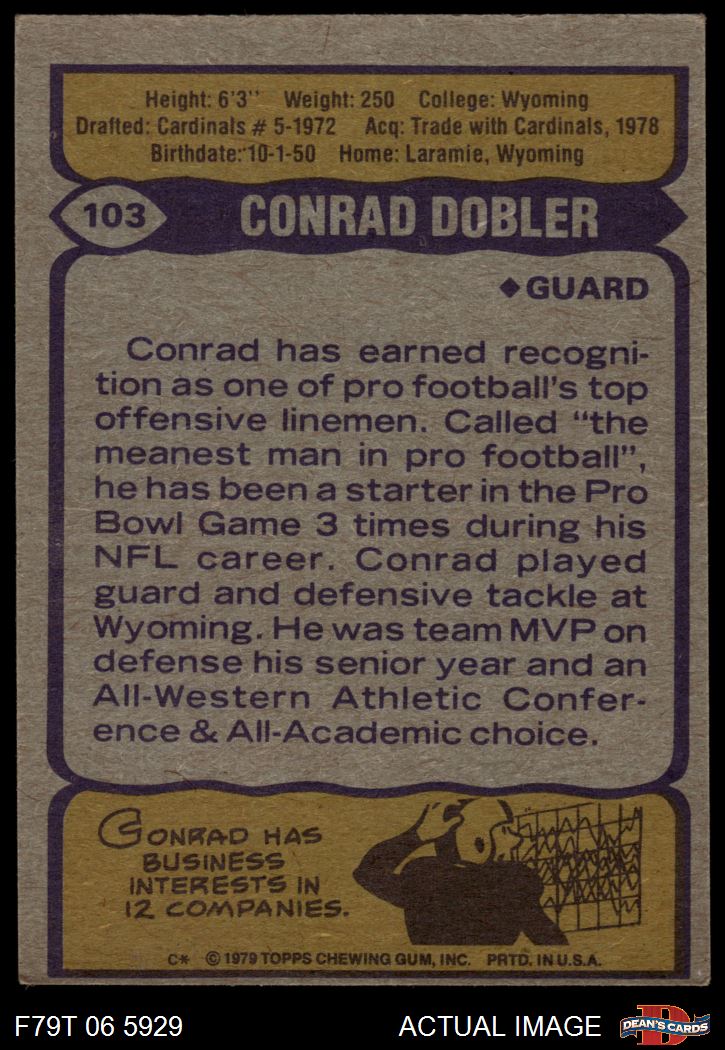 Height: 6'3" Weight: 250 College: Wyoming
Drafted: Cardinals # 5-1972 Acq: Trade with Cardinals, 1978
Birthdate: 10-1-50 Home: Laramie, Wyoming
103 CONRAD DOBLER
◆GUARD
Conrad has earned recogni-
tion as one of pro football's top
offensive linemen. Called "the
meanest man in pro football",
he has been a starter in the Pro
Bowl Game 3 times during his
NFL career. Conrad played
guard and defensive tackle at
Wyoming. He was team MVP on
defense his senior year and an
All-Western Athletic Confer-
ence & All-Academic choice.
CONRAD HAS
BUSINESS
INTERESTS IN
12 COMPANIES.
C* © 1979 TOPPS CHEWING GUM, INC. PRTD. IN U.S.A.
F79T 06 5929 ACTUAL IMAGE D DEAN'S CARDS